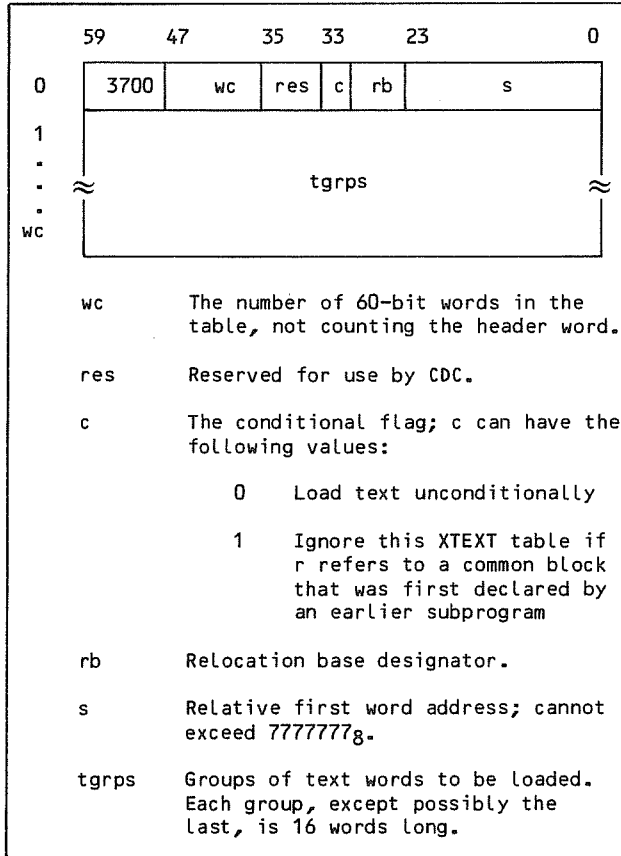 59 47 35 33 23 0
0 3700 wc res c rb s
1
.
.
.
≈ tgrps ≈
wc
wc The number of 60-bit words in the
table, not counting the header word.
res Reserved for use by CDC.
c The conditional flag; c can have the
following values:
0 Load text unconditionally
1 Ignore this XTEXT table if
r refers to a common block
that was first declared by
an earlier subprogram
rb Relocation base designator.
s Relative first word address; cannot
exceed 7777777₈.
tgrps Groups of text words to be loaded.
Each group, except possibly the
last, is 16 words long.